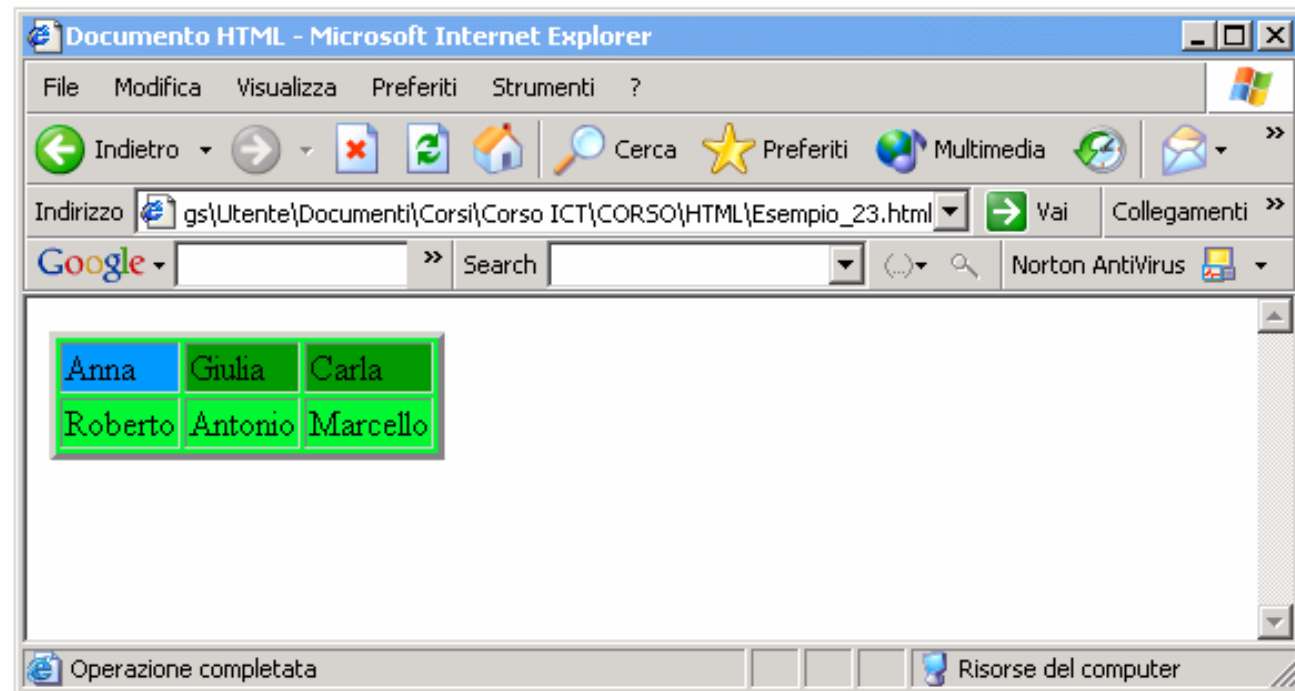 Documento HTML - Microsoft Internet Explorer
File Modifica Visualizza Preferiti Strumenti ?
Indietro Cerca Preferiti Multimedia »
Indirizzo gs\Utente\Documenti\Corsi\Corso ICT\CORSO\HTML\Esempio_23.html Vai Collegamenti »
Google » Search (...) Norton AntiVirus
Anna Giulia Carla
Roberto Antonio Marcello
Operazione completata Risorse del computer